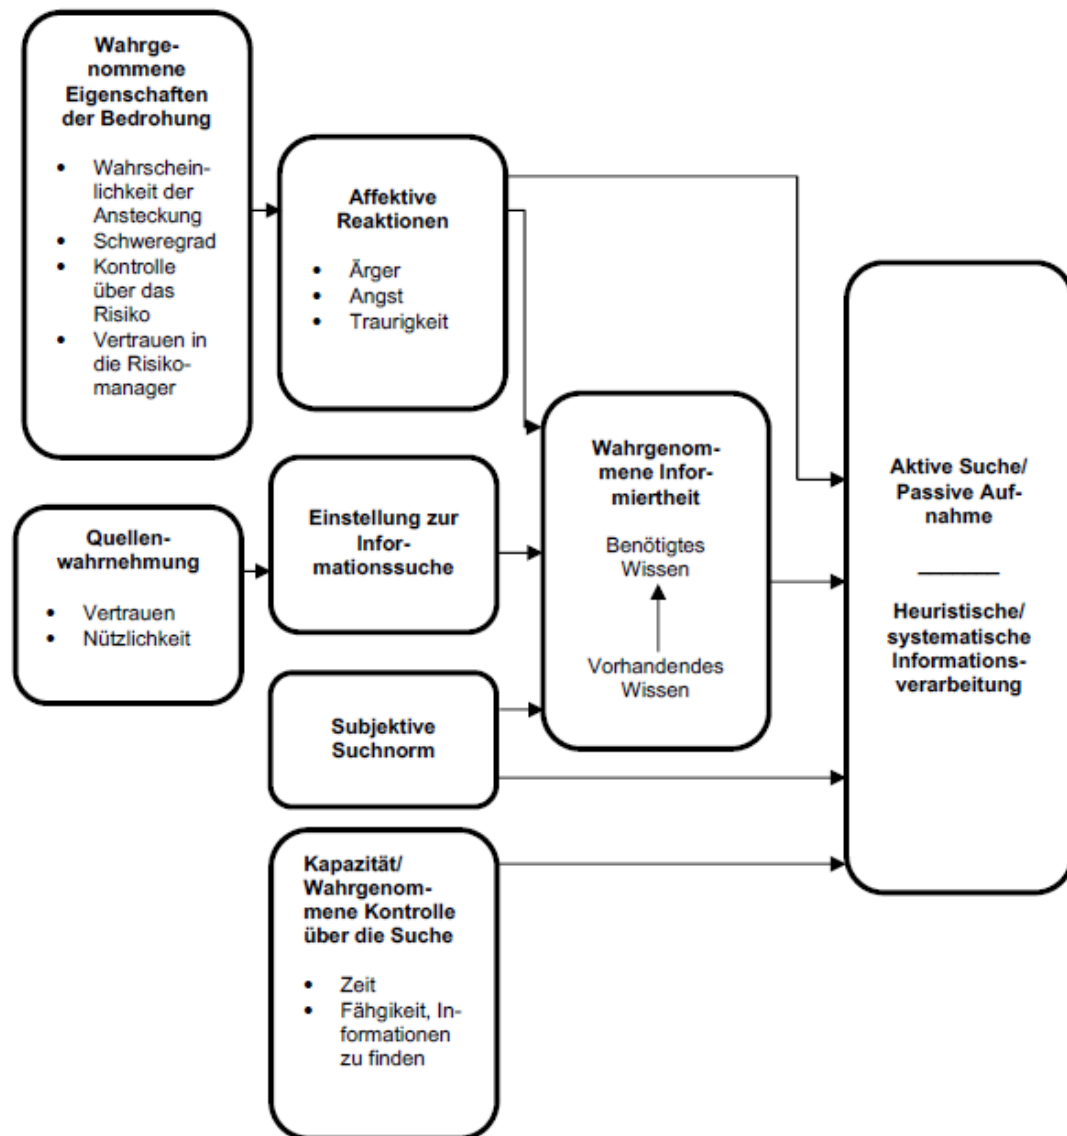 Wahrge-
nommene
Eigenschaften
der Bedrohung
• Wahrschein-
lichkeit der
Ansteckung
• Schweregrad
• Kontrolle
über das
Risiko
• Vertrauen in
die Risiko-
manager
Affektive
Reaktionen
• Ärger
• Angst
• Traurigkeit
Quellen-
wahrnehmung
• Vertrauen
• Nützlichkeit
Einstellung zur
Infor-
mationssuche
Subjektive
Suchnorm
Kapazität/
Wahrgenom-
mene Kontrolle
über die Suche
• Zeit
• Fähgikeit, In-
formationen
zu finden
Wahrgenom-
mene Infor-
miertheit
Benötigtes
Wissen
Vorhandendes
Wissen
Aktive Suche/
Passive Auf-
nahme
Heuristische/
systematische
Informations-
verarbeitung